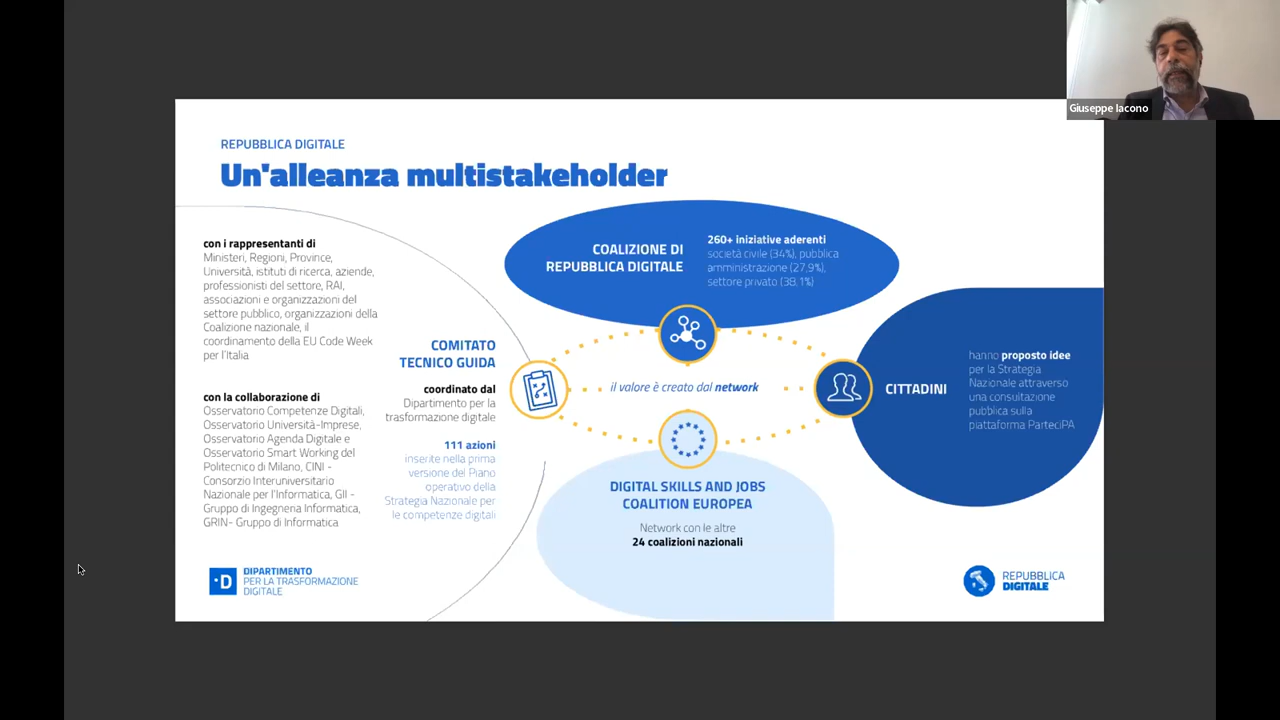 Giuseppe Iacono
REPUBBLICA DIGITALE
Un'alleanza multistakeholder
con i rappresentanti di
Ministeri, Regioni, Province,
Università, istituti di ricerca, aziende,
professionisti del settore, RAI,
associazioni e organizzazioni del
settore pubblico, organizzazioni della
Coalizione nazionale, il
coordinamento della EU Code Week
per l'Italia
con la collaborazione di
Osservatorio Competenze Digitali,
Osservatorio Università-Imprese,
Osservatorio Agenda Digitale e
Osservatorio Smart Working del
Politecnico di Milano, CINI -
Consorzio Interuniversitario
Nazionale per l'Informatica, GII -
Gruppo di Ingegneria Informatica,
GRIN- Gruppo di Informatica
COMITATO
TECNICO GUIDA
coordinato dal
Dipartimento per la
trasformazione digitale
111 azioni
inserite nella prima
versione del Piano
operativo della
Strategia Nazionale per
le competenze digitali
COALIZIONE DI
REPUBBLICA DIGITALE
260+ iniziative aderenti
società civile (34%), pubblica
amministrazione (27,9%),
settore privato (38,1%)
il valore è creato dal network
CITTADINI
hanno proposto idee
per la Strategia
Nazionale attraverso
una consultazione
pubblica sulla
piattaforma ParteciPA
DIGITAL SKILLS AND JOBS
COALITION EUROPEA
Network con le altre
24 coalizioni nazionali
·D
DIPARTIMENTO
PER LA TRASFORMAZIONE
DIGITALE
REPUBBLICA
DIGITALE